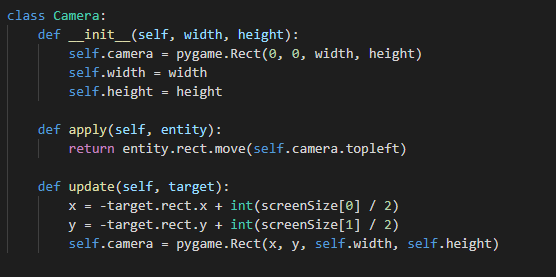 class Camera:
    def __init__(self, width, height):
        self.camera = pygame.Rect(0, 0, width, height)
        self.width = width
        self.height = height

    def apply(self, entity):
        return entity.rect.move(self.camera.topleft)

    def update(self, target):
        x = -target.rect.x + int(screenSize[0] / 2)
        y = -target.rect.y + int(screenSize[1] / 2)
        self.camera = pygame.Rect(x, y, self.width, self.height)